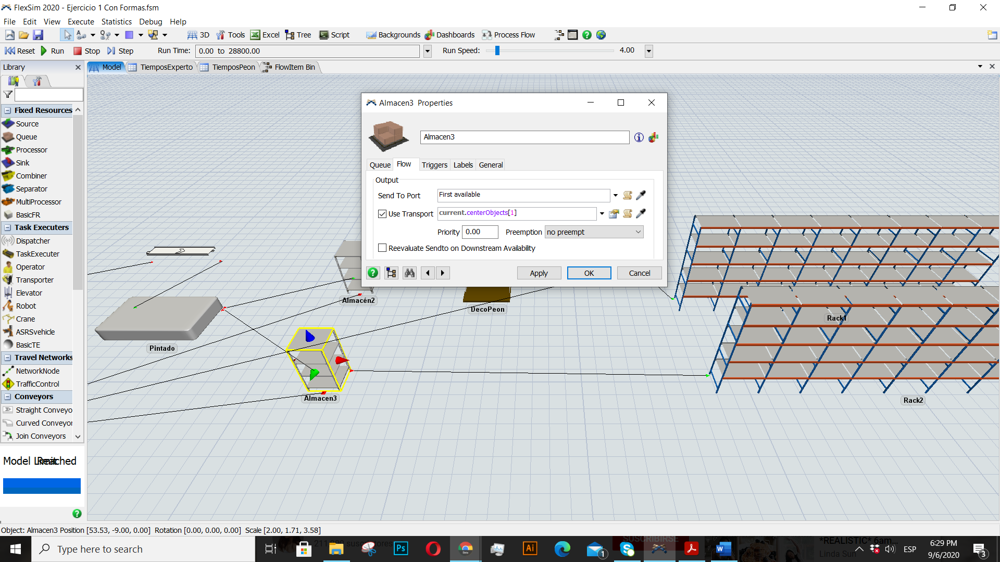 FlexSim 2020 - Ejercicio 1 Con Formas.fsm
File Edit View Execute Statistics Debug Help
3D Tools Excel Tree Script Backgrounds Dashboards Process Flow
Reset Run Stop Step Run Time: 0.00 to 28800.00 Run Speed: 4.00
Library
Model TiemposExperto TiemposPeon FlowItem Bin
Fixed Resources
Source
Queue
Processor
Sink
Combiner
Separator
MultiProcessor
BasicFR
Task Executers
Dispatcher
TaskExecuter
Operator
Transporter
Elevator
Robot
Crane
ASRSvehicle
BasicTE
Travel Networks
NetworkNode
TrafficControl
Conveyors
Straight Conveyo
Curved Conveyor
Join Conveyors
Almacen3 Properties
Almacen3
Queue Flow Triggers Labels General
Output
Send To Port First available
Use Transport current.centerObjects[1]
Priority 0.00 Preemption no preempt
Reevaluate Sendto on Downstream Availability
Apply OK Cancel
Almacén2
DecoPeon
Rack1
Pintado
Almacen3
Rack2
Model Limit Reached
Object: Almacen3 Position [53.53, -9.00, 0.00] Rotation [0.00, 0.00, 0.00] Scale [2.00, 1.71, 3.58]
Type here to search
Ps
Ai
1
SUSCRIBIRSE
*REALISTIC* 6am...
Linda Sun
ESP
6:29 PM
9/6/2020
3